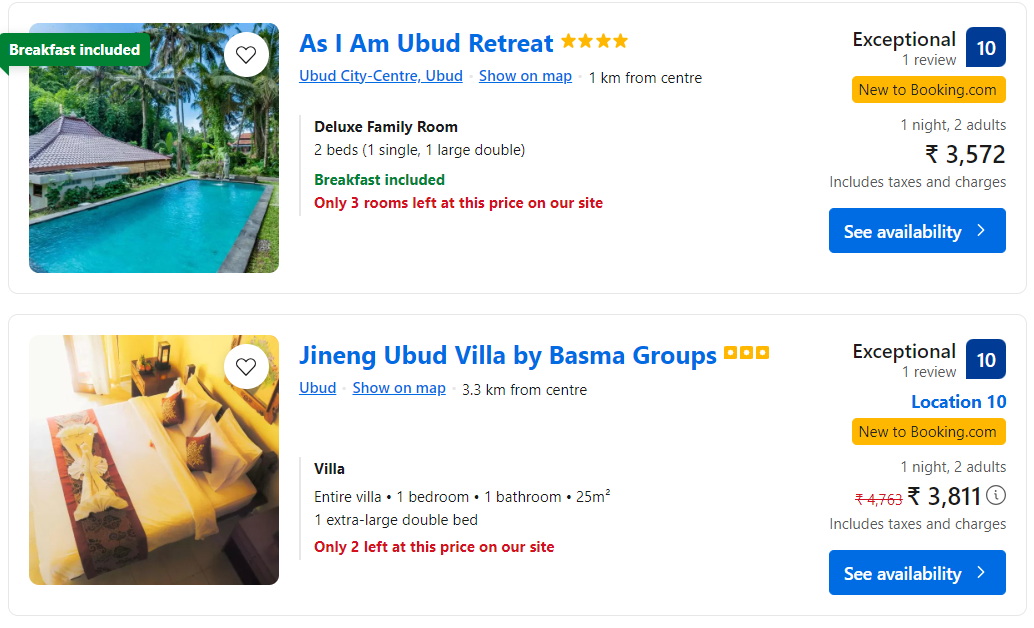 Breakfast included
As I Am Ubud Retreat
Ubud City-Centre, Ubud Show on map 1 km from centre
Deluxe Family Room
2 beds (1 single, 1 large double)
Breakfast included
Only 3 rooms left at this price on our site
Exceptional 10
1 review
New to Booking.com
1 night, 2 adults
₹ 3,572
Includes taxes and charges
See availability
Jineng Ubud Villa by Basma Groups
Ubud Show on map 3.3 km from centre
Villa
Entire villa • 1 bedroom • 1 bathroom • 25m²
1 extra-large double bed
Only 2 left at this price on our site
Exceptional 10
1 review
Location 10
New to Booking.com
1 night, 2 adults
₹ 4,763 ₹ 3,811
Includes taxes and charges
See availability